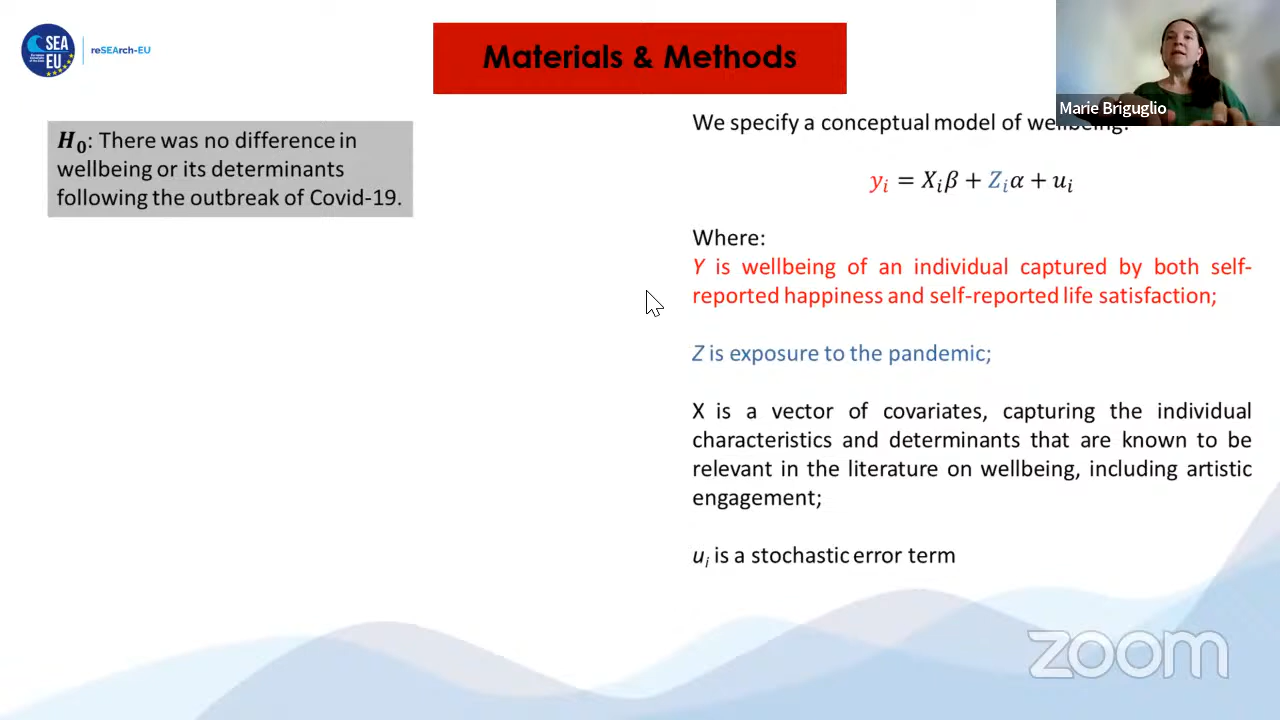 SEA
EU
reSEArch-EU
Materials & Methods
Marie Briguglio
H₀: There was no difference in
wellbeing or its determinants
following the outbreak of Covid-19.
We specify a conceptual model of wellbeing:
yᵢ = Xᵢβ + Zᵢα + uᵢ
Where:
Y is wellbeing of an individual captured by both self-
reported happiness and self-reported life satisfaction;
Z is exposure to the pandemic;
X is a vector of covariates, capturing the individual
characteristics and determinants that are known to be
relevant in the literature on wellbeing, including artistic
engagement;
uᵢ is a stochastic error term
zoom